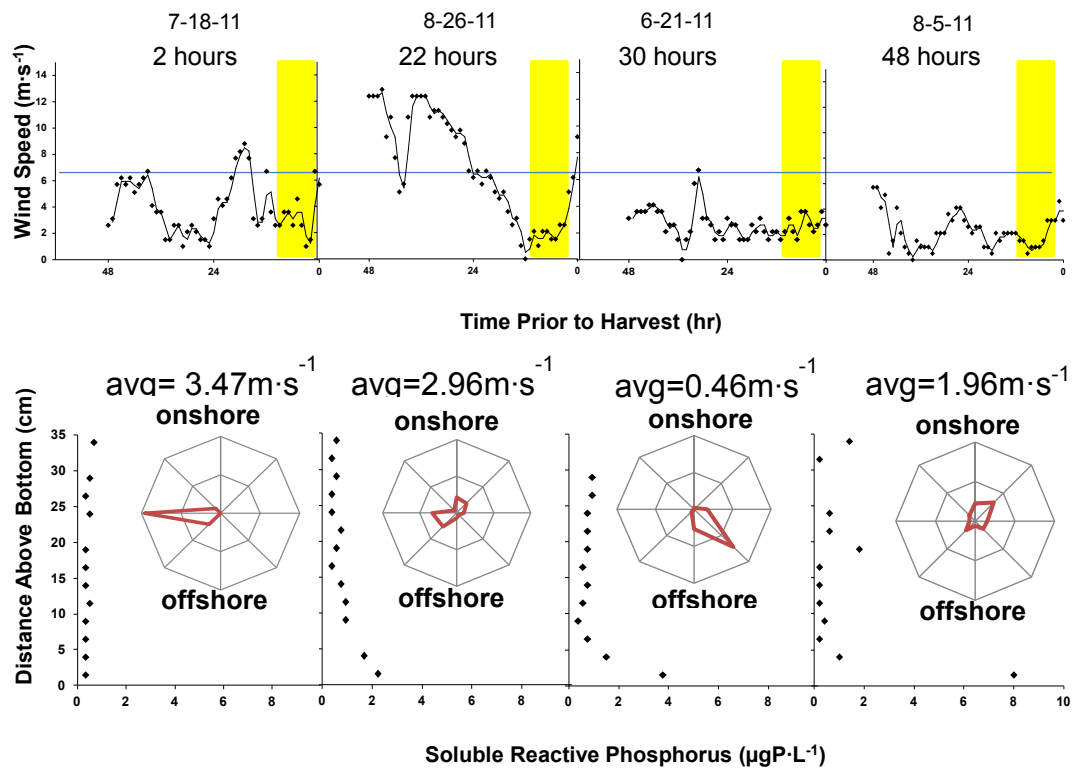 7-18-11 8-26-11 6-21-11 8-5-11
2 hours 22 hours 30 hours 48 hours
Wind Speed (m·s⁻¹)
14
12
10
8
6
4
2
0
48 24 0 48 24 0 48 24 0 48 24 0
Time Prior to Harvest (hr)
avg= 3.47m·s⁻¹ avg=2.96m·s⁻¹ avg=0.46m·s⁻¹ avg=1.96m·s⁻¹
onshore onshore onshore onshore
offshore offshore offshore offshore
Distance Above Bottom (cm)
35
30
25
20
15
10
5
0
0 2 4 6 8 0 2 4 6 8 0 2 4 6 8 0 2 4 6 8 10
Soluble Reactive Phosphorus (µgP·L⁻¹)